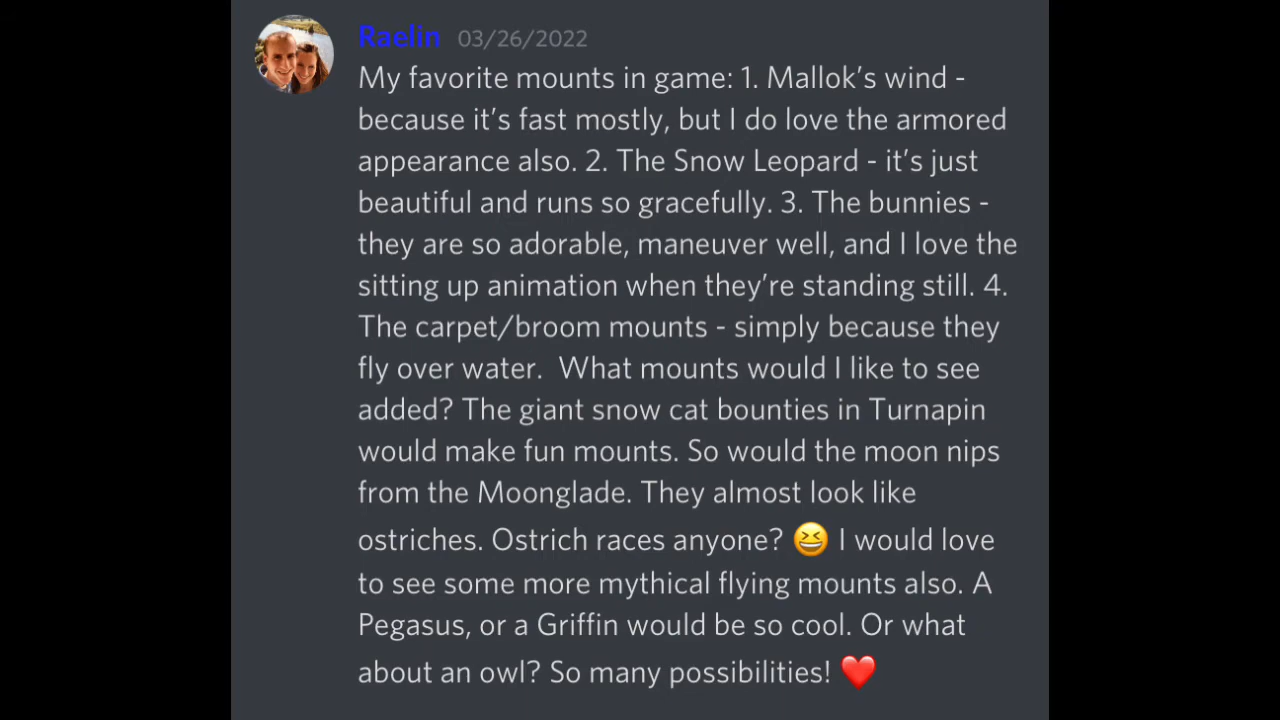 Raelin 03/26/2022
My favorite mounts in game: 1. Mallok’s wind -
because it’s fast mostly, but I do love the armored
appearance also. 2. The Snow Leopard - it’s just
beautiful and runs so gracefully. 3. The bunnies -
they are so adorable, maneuver well, and I love the
sitting up animation when they’re standing still. 4.
The carpet/broom mounts - simply because they
fly over water.  What mounts would I like to see
added? The giant snow cat bounties in Turnapin
would make fun mounts. So would the moon nips
from the Moonglade. They almost look like
ostriches. Ostrich races anyone? 😆 I would love
to see some more mythical flying mounts also. A
Pegasus, or a Griffin would be so cool. Or what
about an owl? So many possibilities! ❤️